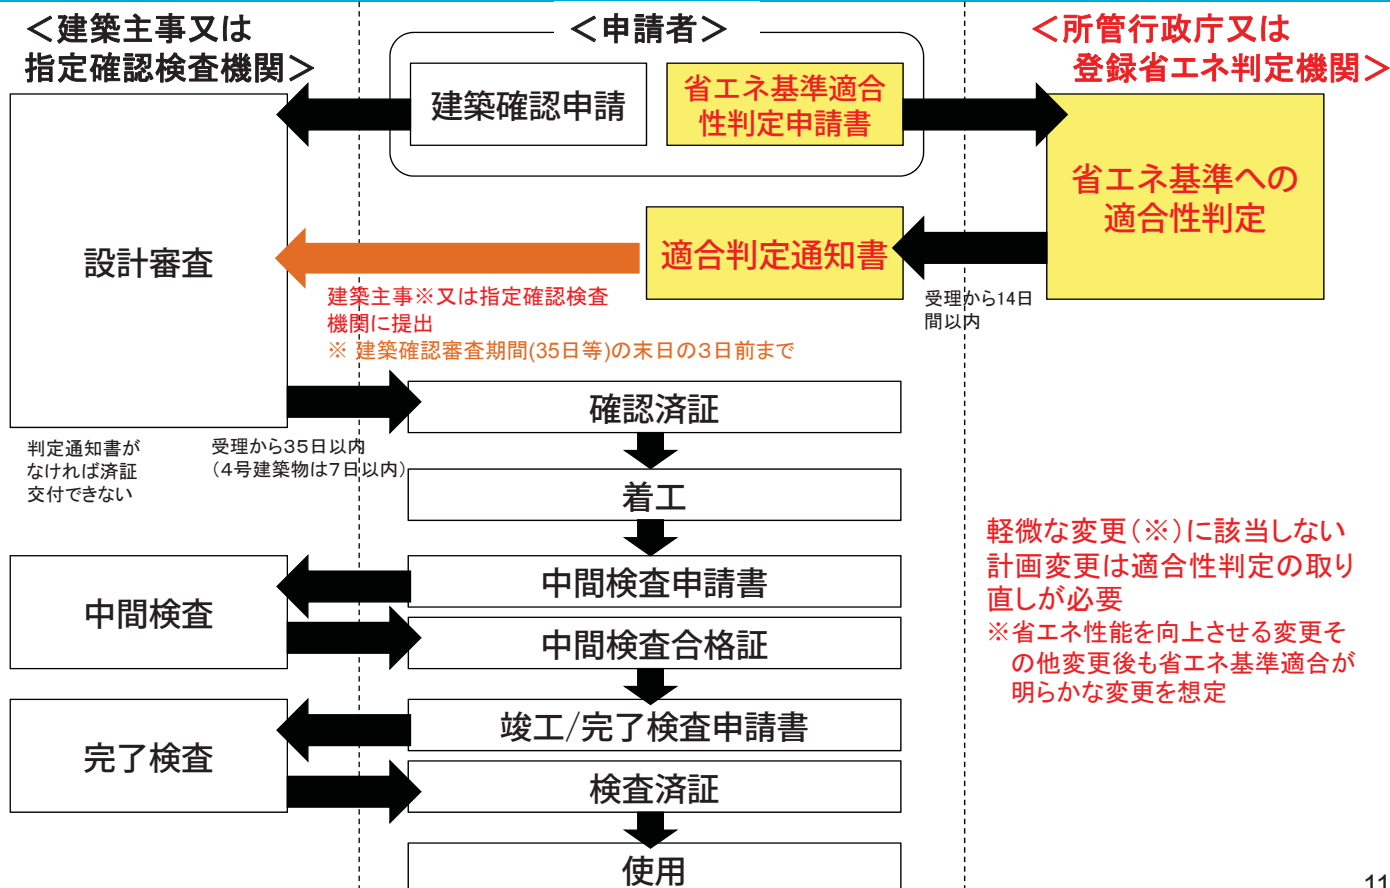 ＜建築主事又は
指定確認検査機関＞
＜申請者＞
＜所管行政庁又は
登録省エネ判定機関＞
建築確認申請
省エネ基準適合
性判定申請書
省エネ基準への
適合性判定
設計審査
適合判定通知書
受理から14日
間以内
建築主事※又は指定確認検査
機関に提出
※ 建築確認審査期間(35日等)の末日の３日前まで
確認済証
判定通知書が
なければ済証
交付できない
受理から３５日以内
（４号建築物は７日以内）
着工
中間検査申請書
中間検査
中間検査合格証
軽微な変更（※）に該当しない
計画変更は適合性判定の取り
直しが必要
※省エネ性能を向上させる変更そ
の他変更後も省エネ基準適合が
明らかな変更を想定
竣工/完了検査申請書
完了検査
検査済証
使用
11